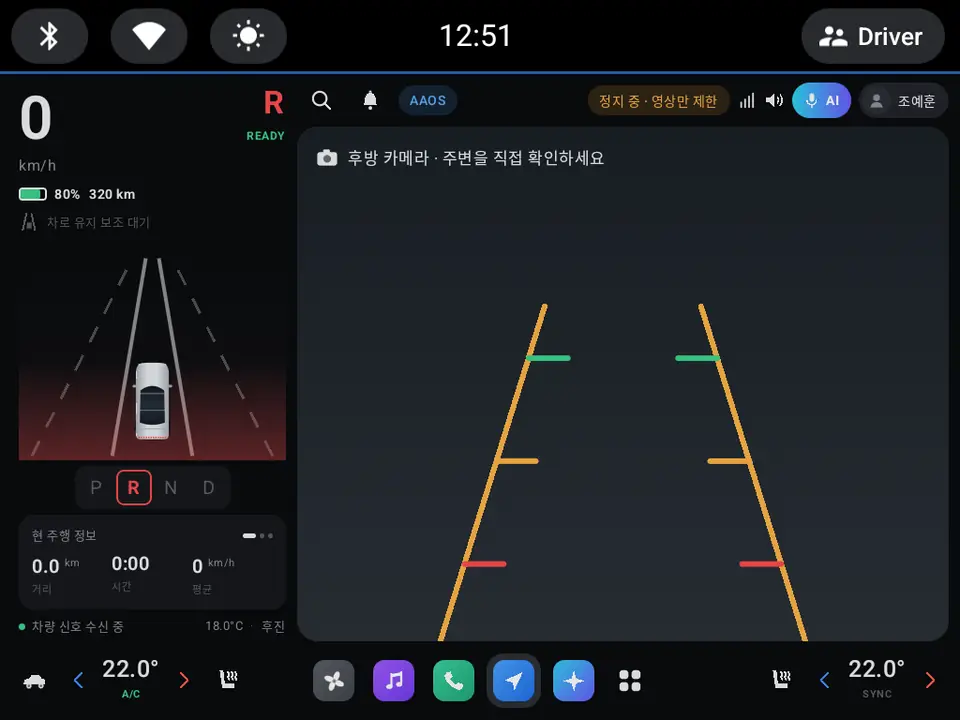 12:51
Driver
0
R
READY
km/h
80% 320 km
차로 유지 보조 대기
AAOS
정지 중 · 영상만 제한
AI
조예훈
후방 카메라 · 주변을 직접 확인하세요
P R N D
현 주행 정보
0.0 km
거리
0:00
시간
0 km/h
평균
차량 신호 수신 중
18.0°C · 후진
22.0°
A/C
22.0°
SYNC